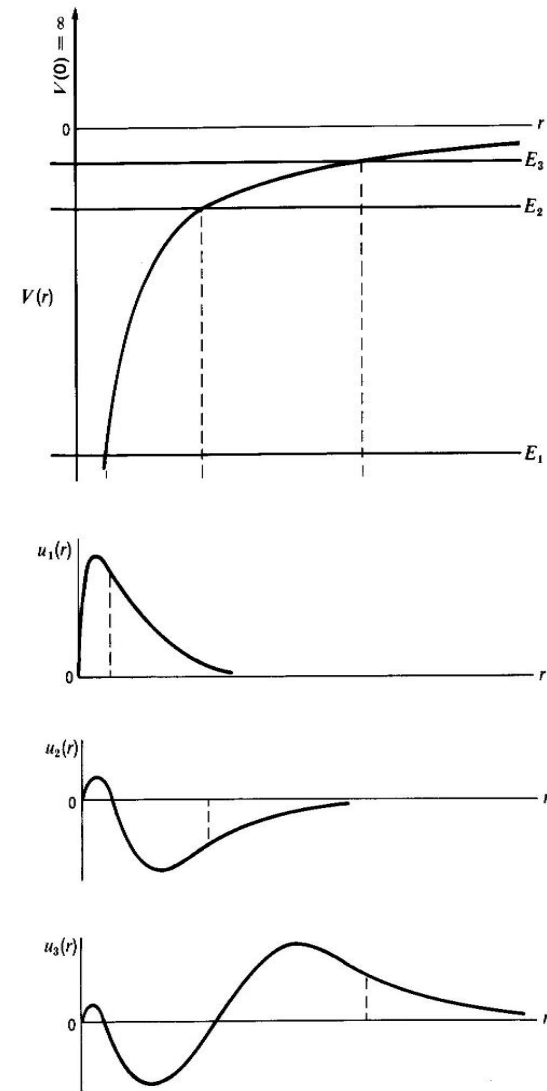 V(0) = ∞
0
r
E₃
E₂
V(r)
E₁
u₁(r)
0
r
u₂(r)
0
r
u₃(r)
0
r